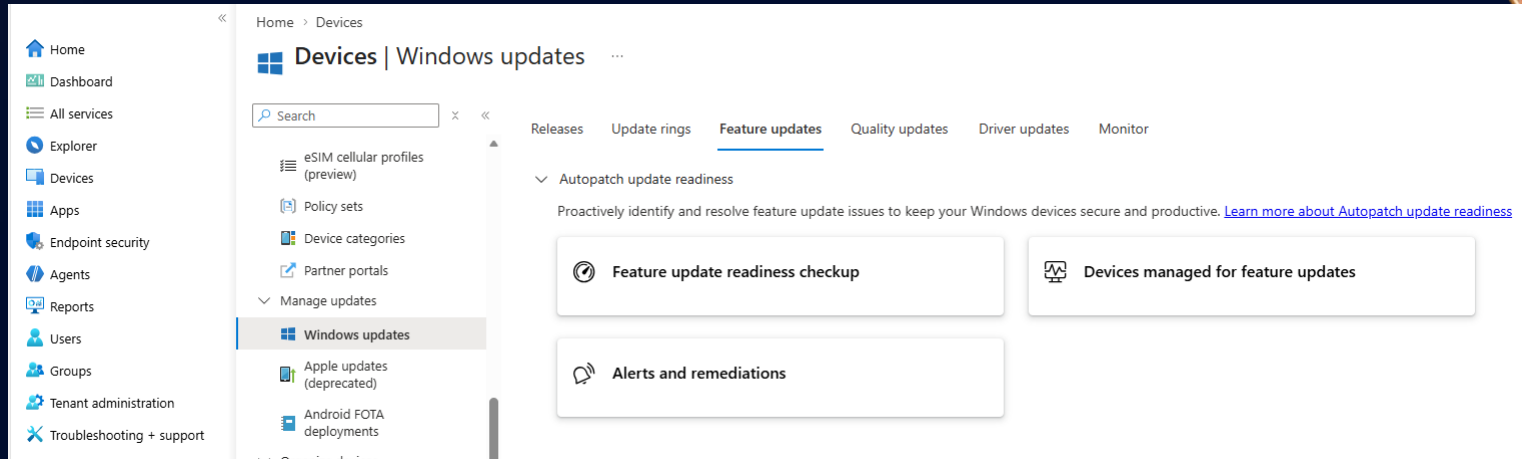 Home
Dashboard
All services
Explorer
Devices
Apps
Endpoint security
Agents
Reports
Users
Groups
Tenant administration
Troubleshooting + support
Home > Devices
Devices | Windows updates ...
Search
eSIM cellular profiles
(preview)
Policy sets
Device categories
Partner portals
Manage updates
Windows updates
Apple updates
(deprecated)
Android FOTA
deployments
Releases Update rings Feature updates Quality updates Driver updates Monitor
Autopatch update readiness
Proactively identify and resolve feature update issues to keep your Windows devices secure and productive. Learn more about Autopatch update readiness
Feature update readiness checkup
Devices managed for feature updates
Alerts and remediations